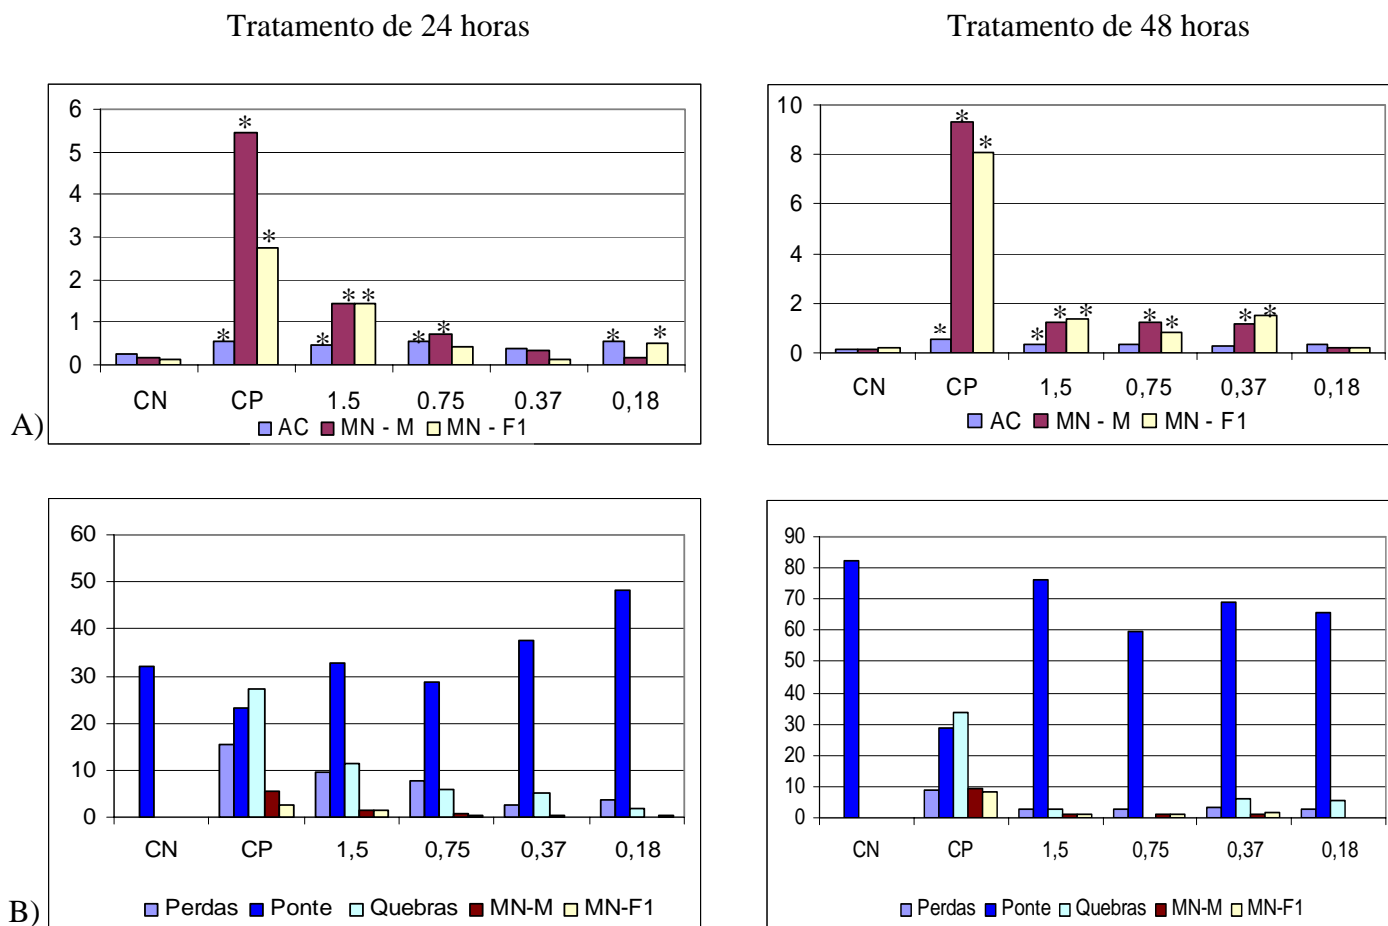 Tratamento de 24 horas
Tratamento de 48 horas
A)
6
5
4
3
2
1
0
* * * * * * * * * *
CN CP 1.5 0.75 0.37 0,18
AC MN - M MN - F1
10
8
6
4
2
0
* * * * * * * * * *
CN CP 1,5 0,75 0,37 0,18
AC MN - M MN - F1
B)
60
50
40
30
20
10
0
CN CP 1,5 0,75 0,37 0,18
Perdas Ponte Quebras MN-M MN-F1
90
80
70
60
50
40
30
20
10
0
CN CP 1,5 0,75 0,37 0,18
Perdas Ponte Quebras MN-M MN-F1